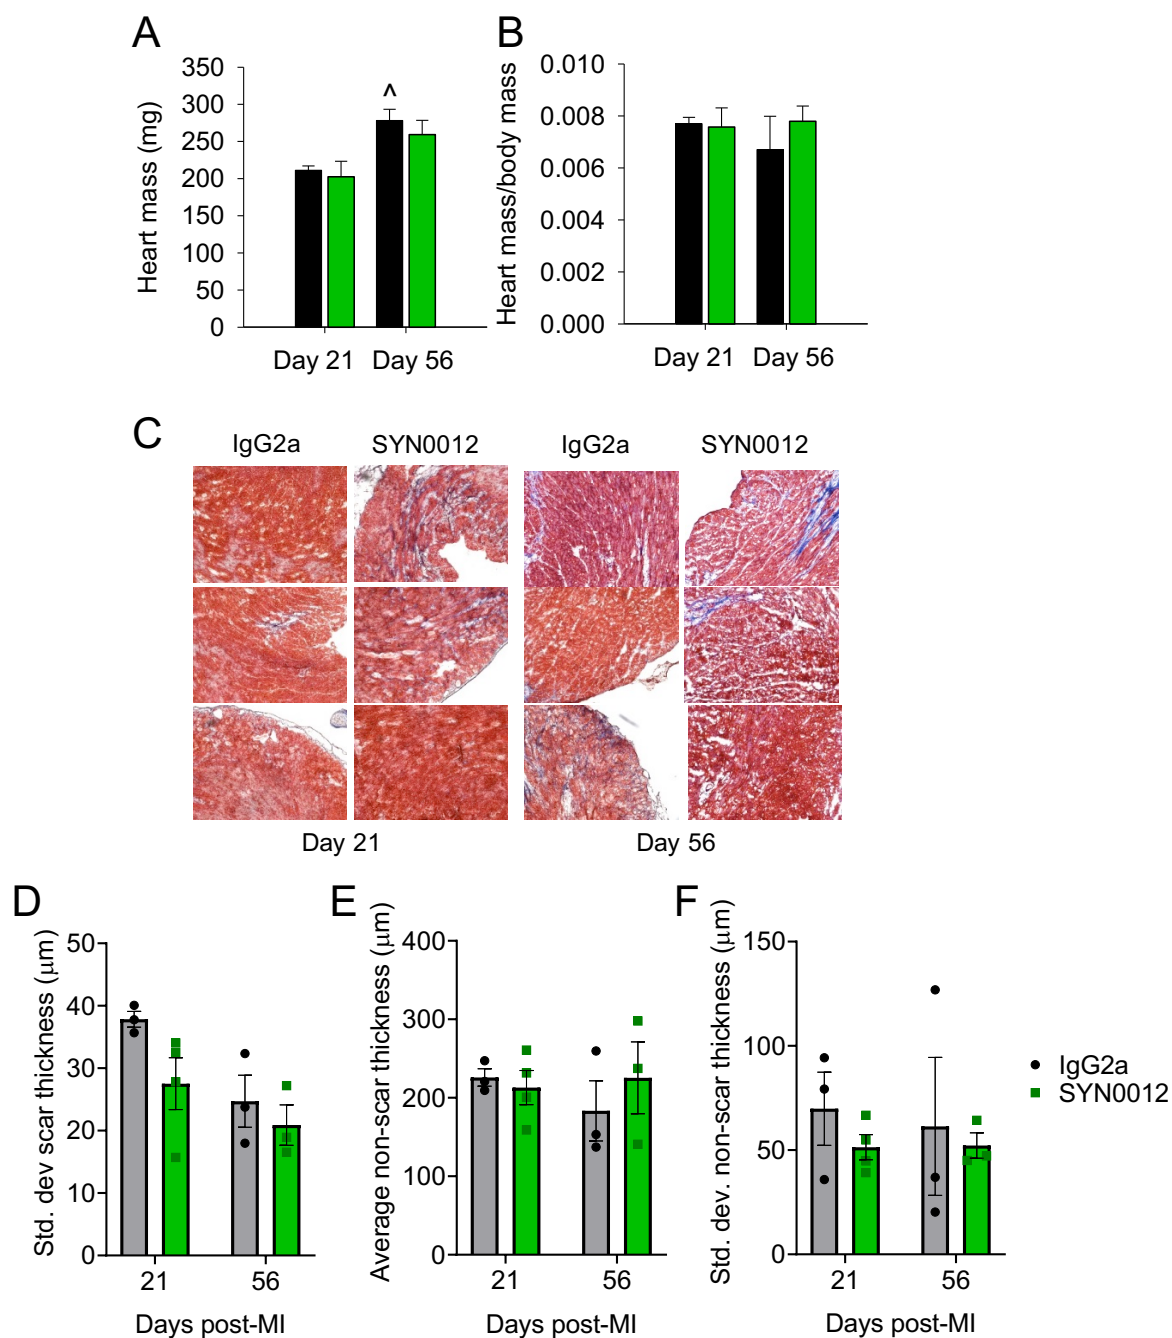 A
Heart mass (mg)
350
300
250
200
150
100
50
0
^
Day 21
Day 56
B
Heart mass/body mass
0.010
0.008
0.006
0.004
0.002
0.000
Day 21
Day 56
C
IgG2a
SYN0012
IgG2a
SYN0012
Day 21
Day 56
D
Std. dev scar thickness (μm)
50
40
30
20
10
0
21
56
Days post-MI
E
Average non-scar thickness (μm)
400
300
200
100
0
21
56
Days post-MI
F
Std. dev. non-scar thickness (μm)
150
100
50
0
21
56
Days post-MI
IgG2a
SYN0012